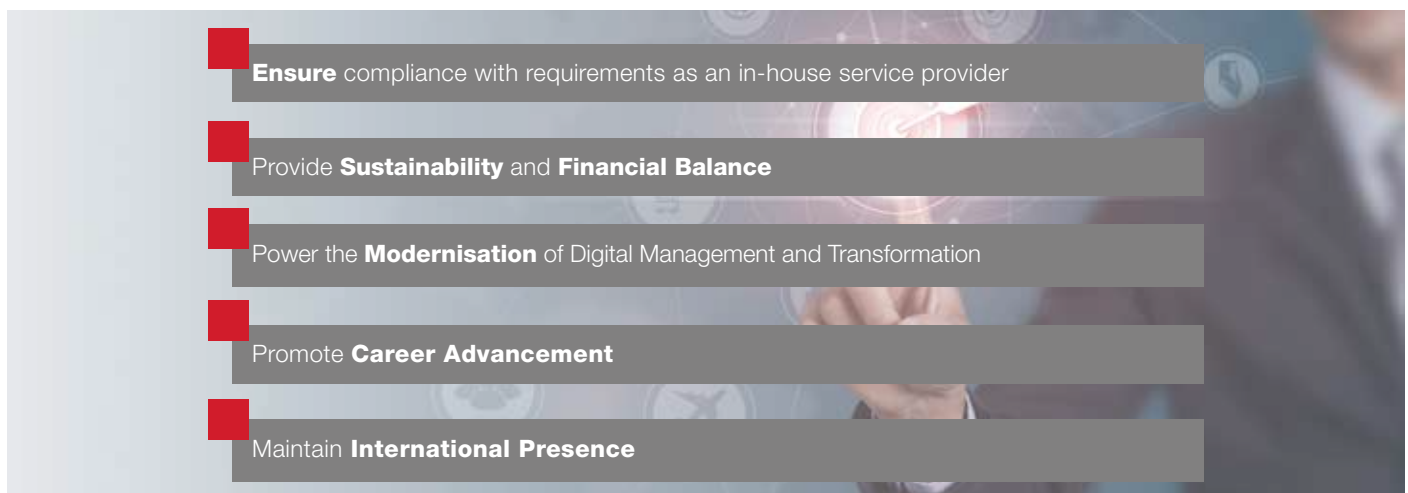 Ensure compliance with requirements as an in-house service provider
Provide Sustainability and Financial Balance
Power the Modernisation of Digital Management and Transformation
Promote Career Advancement
Maintain International Presence